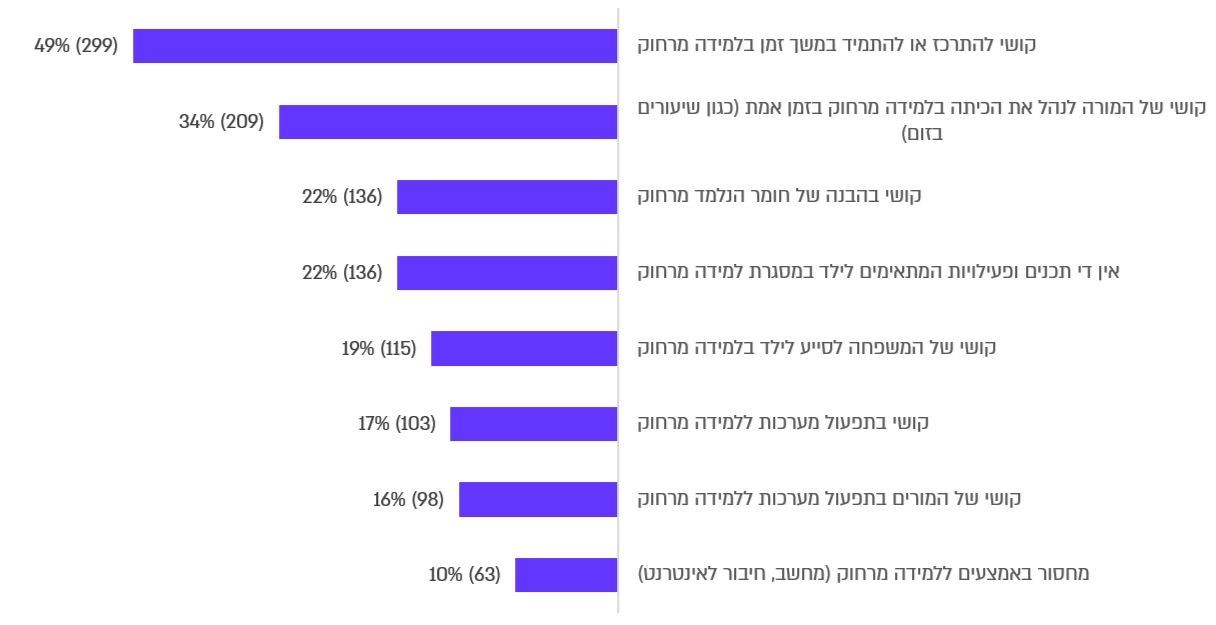 קושי להתרכז או להתמיד במשך זמן בלמידה מרחוק
49% (299)
קושי של המורה לנהל את הכיתה בלמידה מרחוק בזמן אמת (כגון שיעורים
בזום)
34% (209)
קושי בהבנה של חומר הנלמד מרחוק
22% (136)
אין די תכנים ופעילויות המתאימים לילד במסגרת למידה מרחוק
22% (136)
קושי של המשפחה לסייע לילד בלמידה מרחוק
19% (115)
קושי בתפעול מערכות ללמידה מרחוק
17% (103)
קושי של המורים בתפעול מערכות ללמידה מרחוק
16% (98)
מחסור באמצעים ללמידה מרחוק (מחשב, חיבור לאינטרנט)
10% (63)